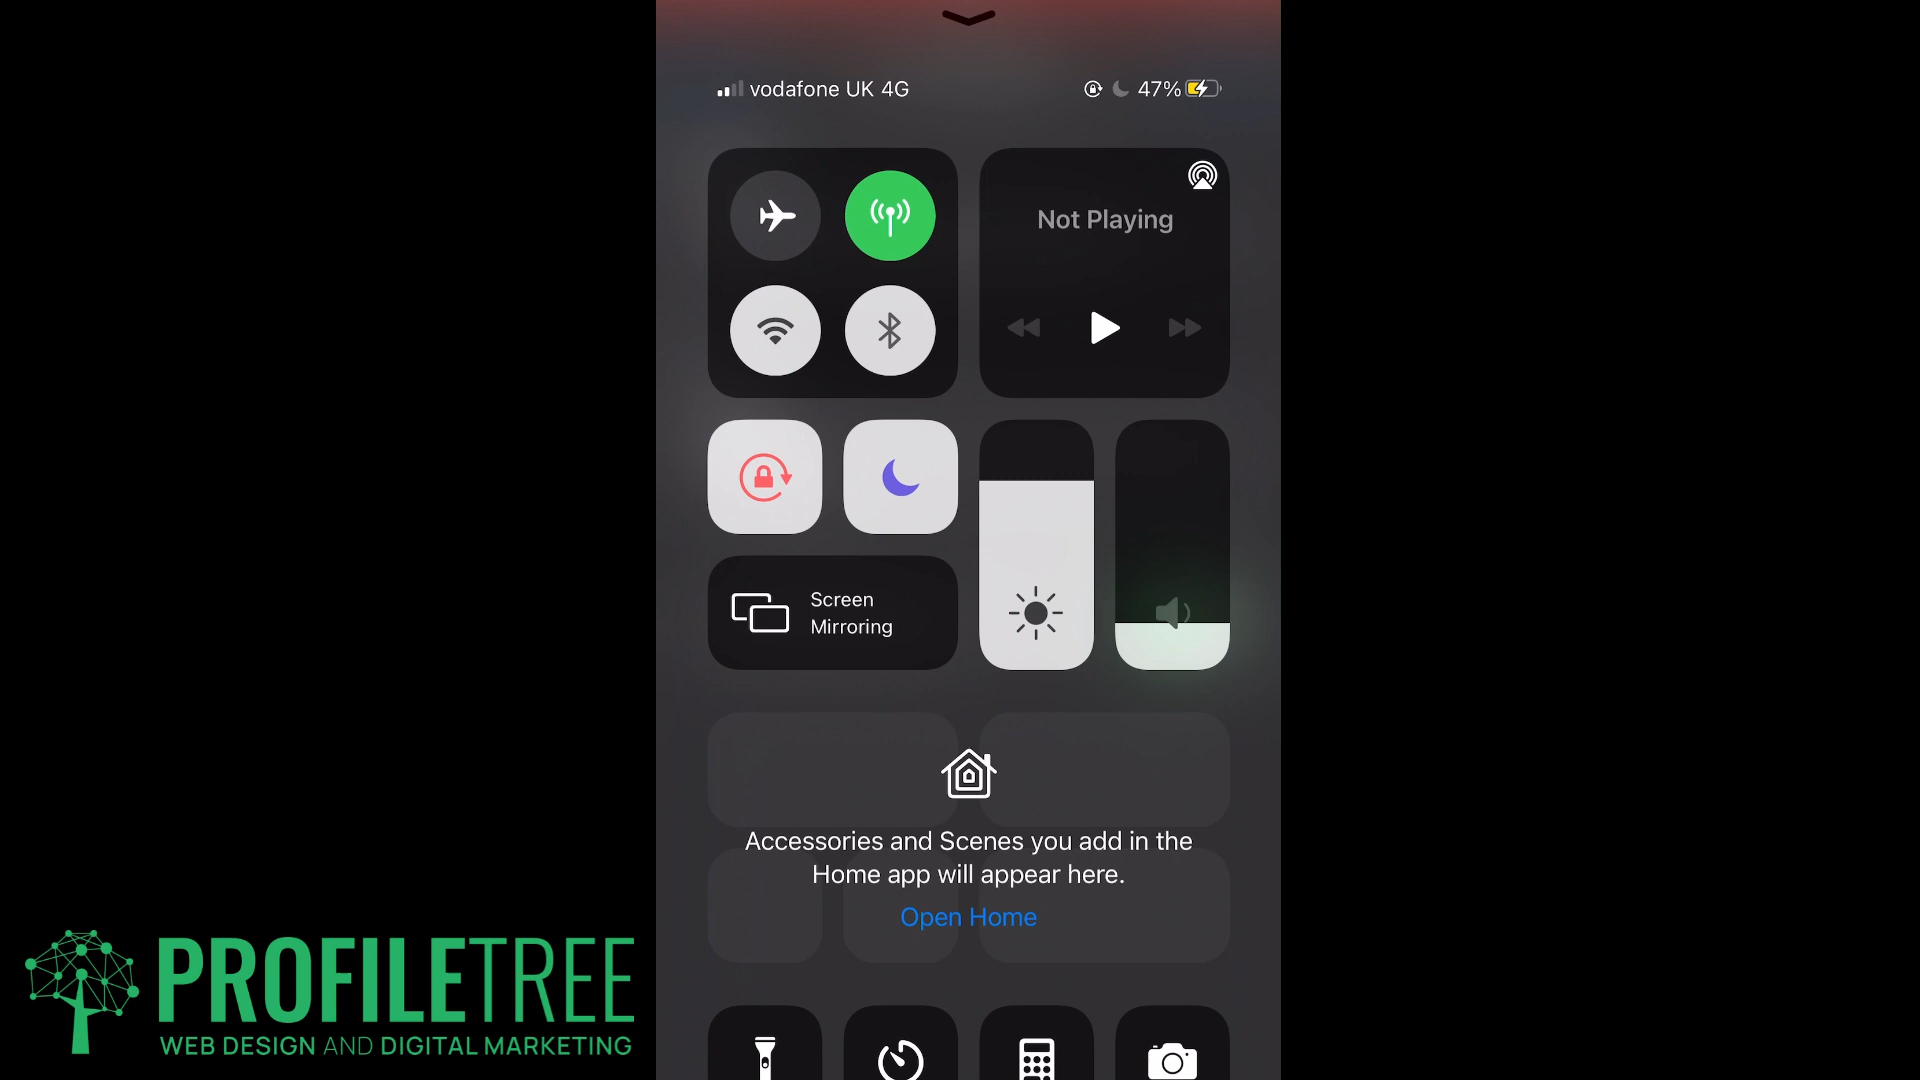 vodafone UK 4G
47%
Not Playing
Screen
Mirroring
Accessories and Scenes you add in the
Home app will appear here.
Open Home
PROFILETREE
WEB DESIGN AND DIGITAL MARKETING